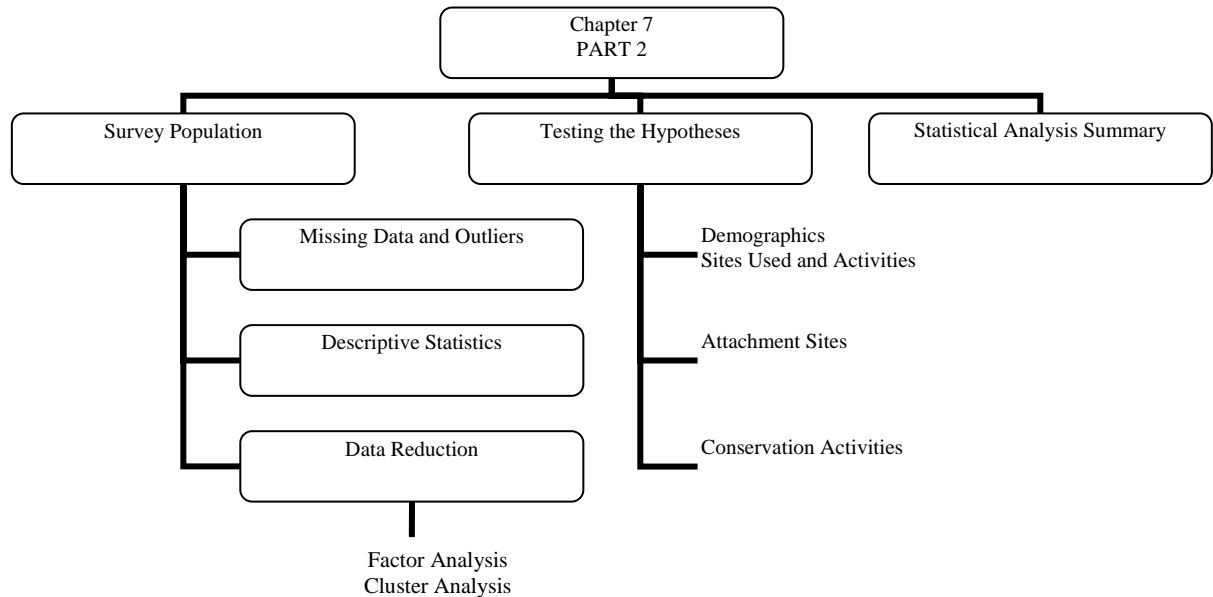 Chapter 7
PART 2
Survey Population
Testing the Hypotheses
Statistical Analysis Summary
Missing Data and Outliers
Demographics
Sites Used and Activities
Descriptive Statistics
Attachment Sites
Data Reduction
Conservation Activities
Factor Analysis
Cluster Analysis